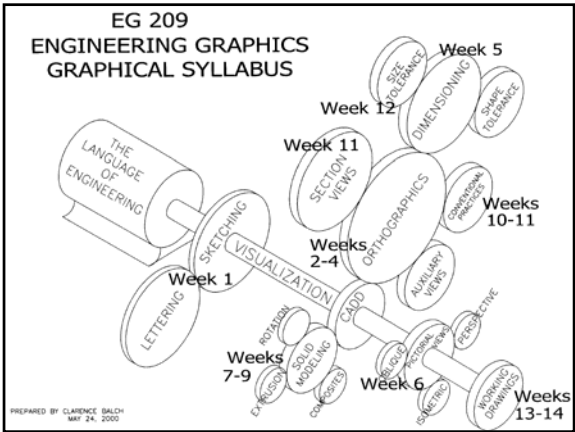 EG 209
ENGINEERING GRAPHICS
GRAPHICAL SYLLABUS
Week 5
SIZE
TOLERANCE
DIMENSIONING
SHAPE
TOLERANCE
Week 12
THE
LANGUAGE
OF
ENGINEERING
Week 11
SECTION
VIEWS
ORTHOGRAPHICS
CONVENTIONAL
PRACTICES
Weeks
10-11
SKETCHING
VISUALIZATION
Weeks
2-4
AUXILIARY
VIEWS
Week 1
LETTERING
CADD
ROTATION
SOLID
MODELING
Weeks
7-9
EXTRUSION
COMPOSITES
OBLIQUE
PICTORIAL
VIEWS
PERSPECTIVE
Week 6
ISOMETRIC
WORKING
DRAWINGS
Weeks
13-14
PREPARED BY CLARENCE BALCH
MAY 24, 2000